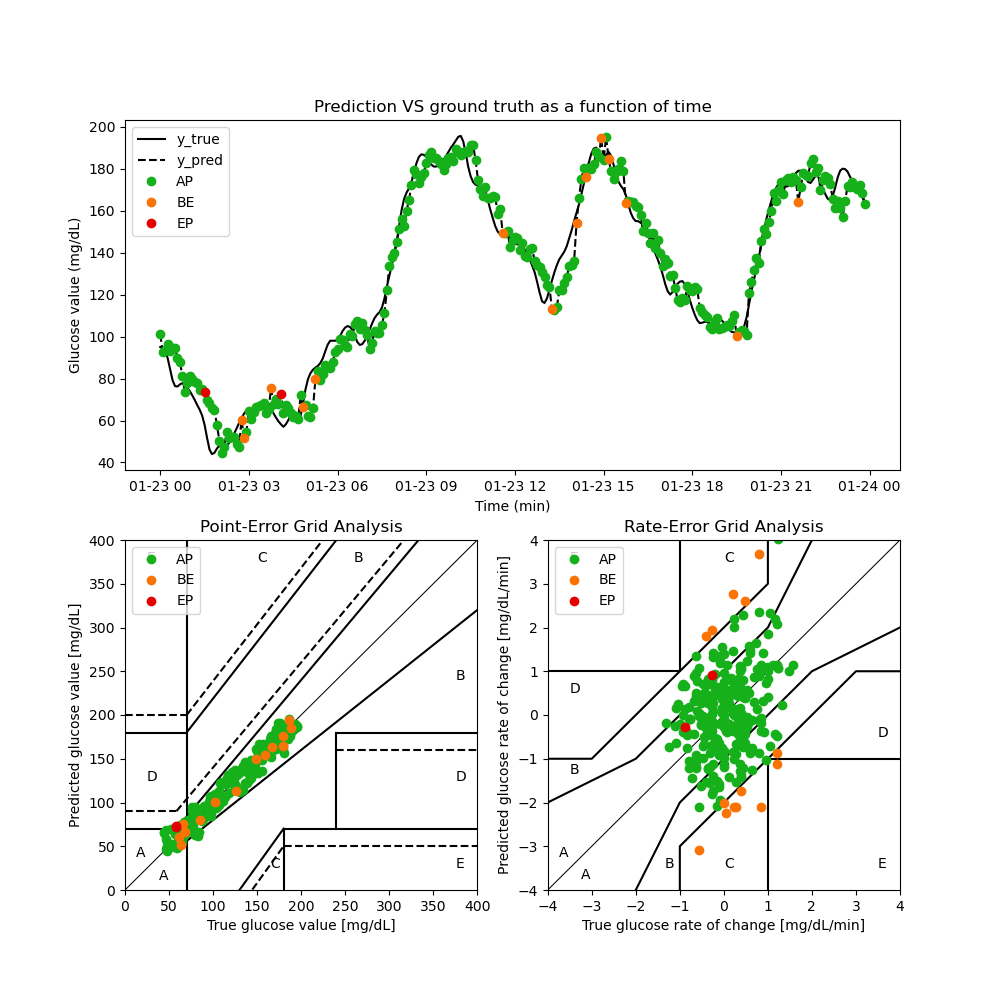 Prediction VS ground truth as a function of time
Glucose value (mg/dL)
200
180
160
140
120
100
80
60
40
y_true
y_pred
AP
BE
EP
01-23 00 01-23 03 01-23 06 01-23 09 01-23 12 01-23 15 01-23 18 01-23 21 01-24 00
Time (min)
Point-Error Grid Analysis
Predicted glucose value [mg/dL]
400
350
300
250
200
150
100
50
0
AP
BE
EP
C
B
B
D
D
A
A
C
E
0 50 100 150 200 250 300 350 400
True glucose value [mg/dL]
Rate-Error Grid Analysis
Predicted glucose rate of change [mg/dL/min]
4
3
2
1
0
−1
−2
−3
−4
AP
BE
EP
C
D
D
B
A
A
B
C
E
−4 −3 −2 −1 0 1 2 3 4
True glucose rate of change [mg/dL/min]